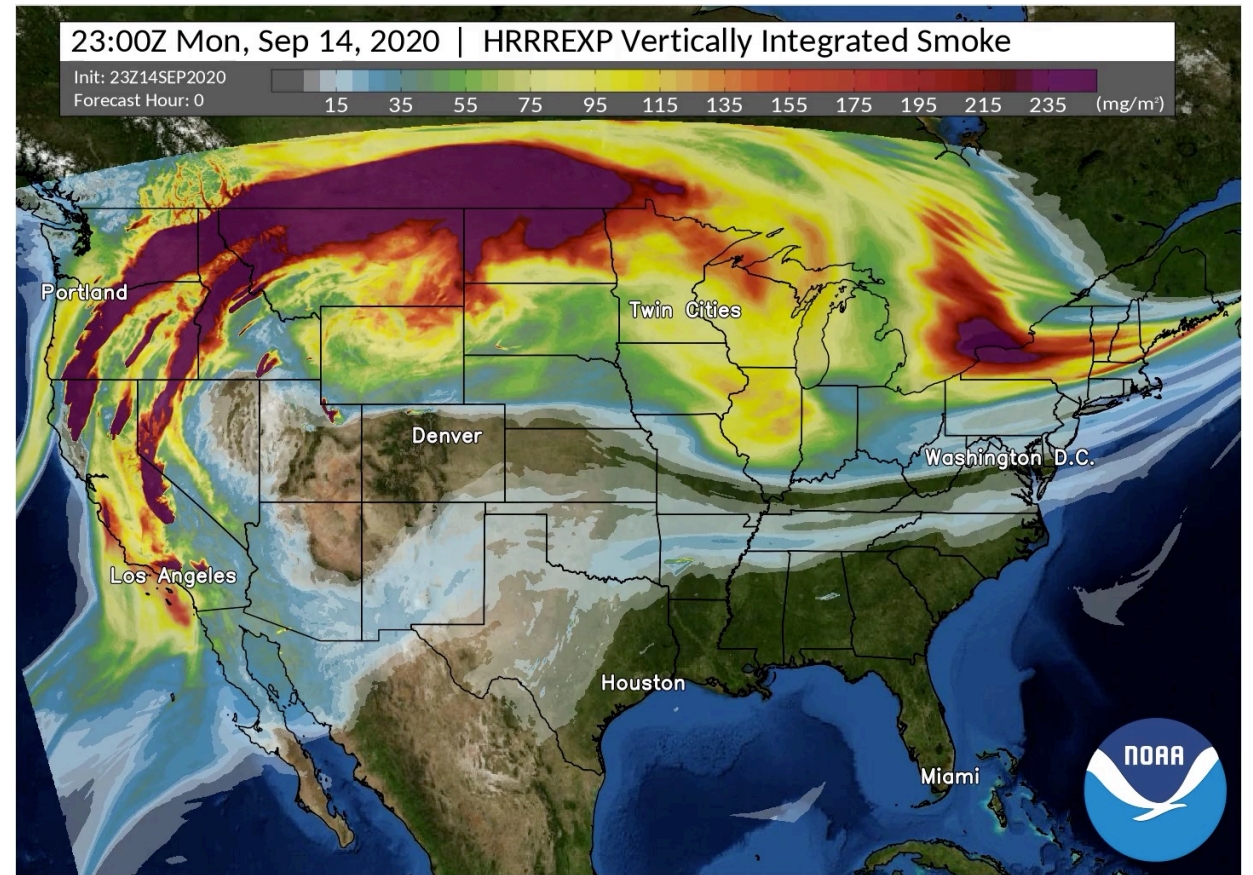 23:00Z Mon, Sep 14, 2020 | HRRREXP Vertically Integrated Smoke
Init: 23Z14SEP2020
Forecast Hour: 0
15 35 55 75 95 115 135 155 175 195 215 235 (mg/m²)
Portland
Twin Cities
Denver
Washington D.C.
Los Angeles
Houston
NOAA
Miami